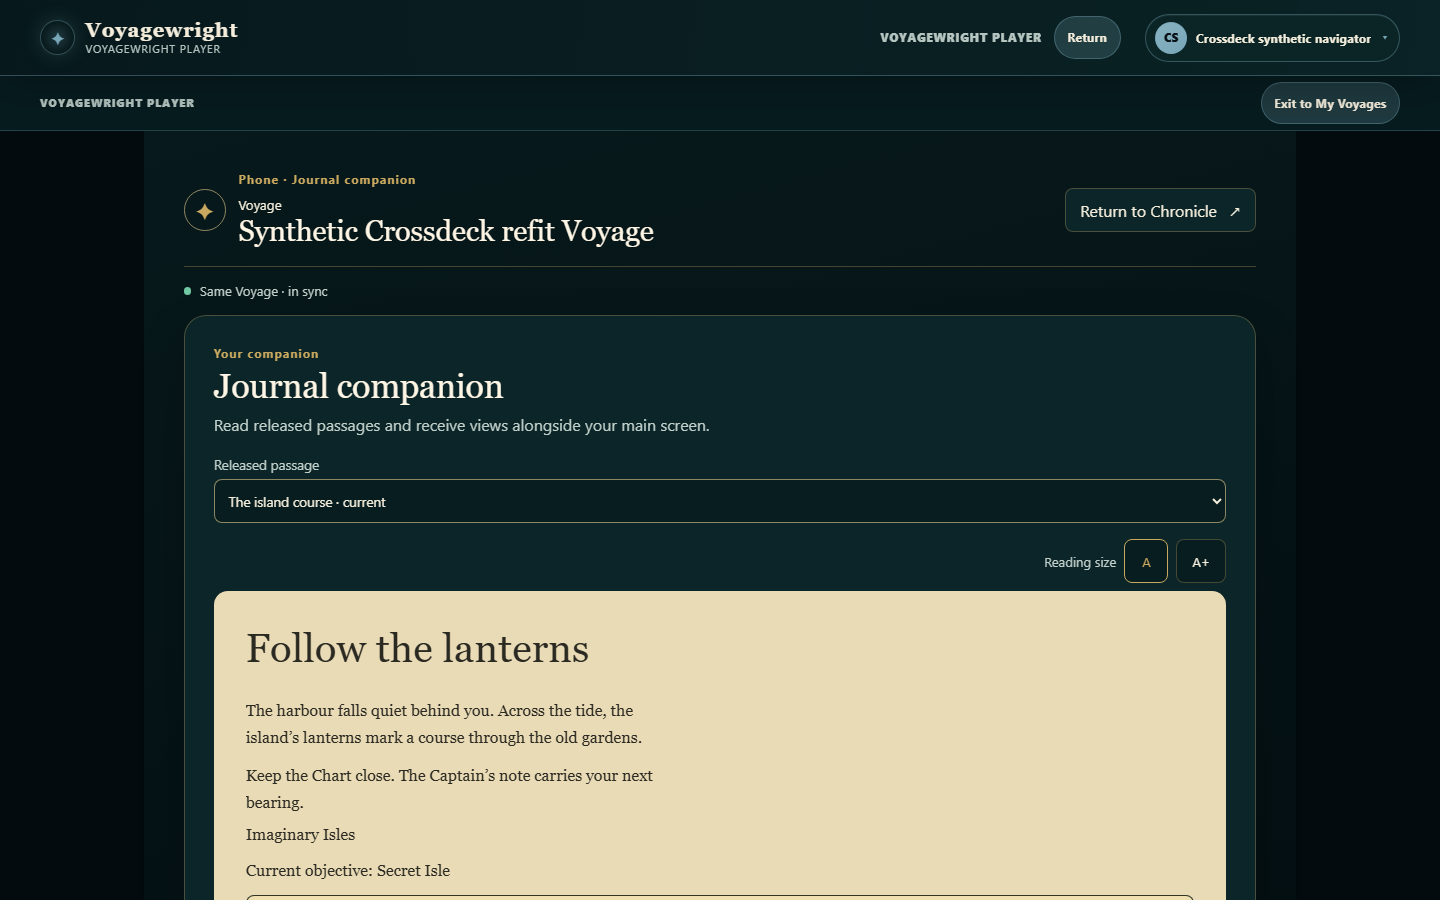 Voyagewright
VOYAGEWRIGHT PLAYER
VOYAGEWRIGHT PLAYER
Return
CS
Crossdeck synthetic navigator
VOYAGEWRIGHT PLAYER
Exit to My Voyages
Phone · Journal companion
Voyage
Synthetic Crossdeck refit Voyage
Return to Chronicle ↗
Same Voyage · in sync
Your companion
Journal companion
Read released passages and receive views alongside your main screen.
Released passage
The island course · current
Reading size
A
A+
Follow the lanterns
The harbour falls quiet behind you. Across the tide, the
island’s lanterns mark a course through the old gardens.
Keep the Chart close. The Captain’s note carries your next
bearing.
Imaginary Isles
Current objective: Secret Isle